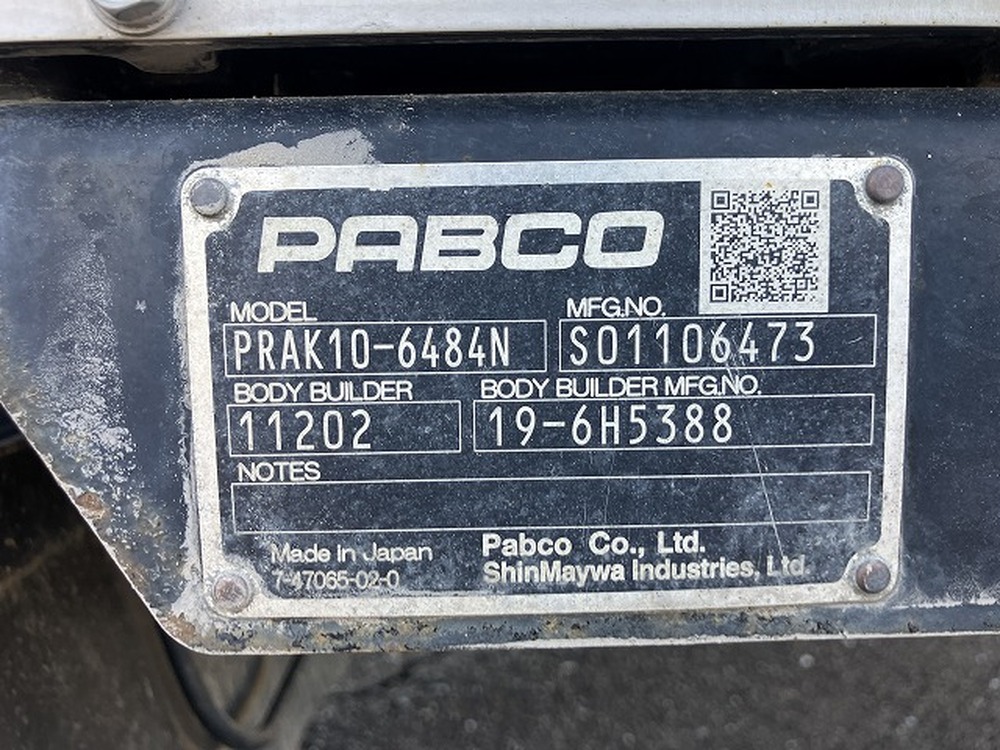 PABCO
MODEL MFG.NO.
PRAK10-6484N S01106473
BODY BUILDER BODY BUILDER MFG.NO.
11202 19-6H5388
NOTES
Made in Japan Pabco Co., Ltd.
7-47065-02-0 ShinMaywa Industries, Ltd.